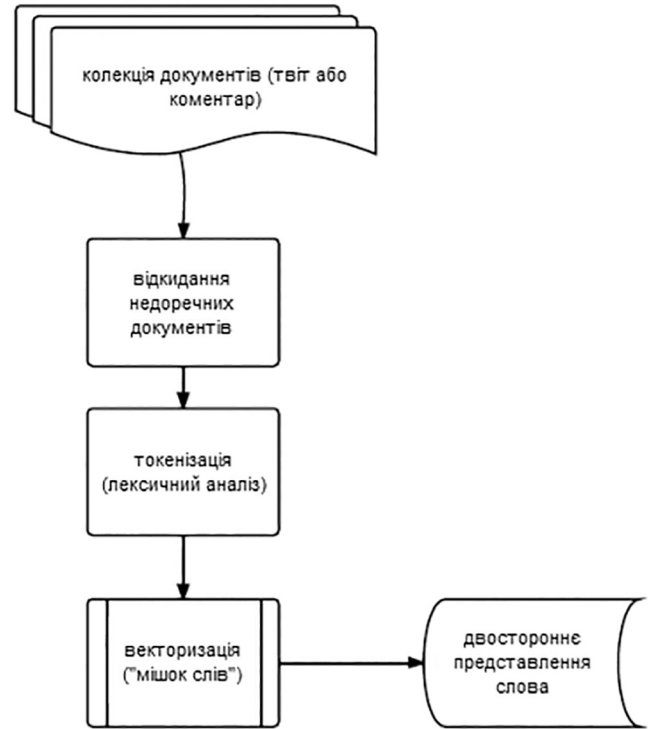 колекція документів (твіт або
коментар)
відкидання
недоречних
документів
токенізація
(лексичний аналіз)
векторизація
("мішок слів")
двостороннє
представлення
слова